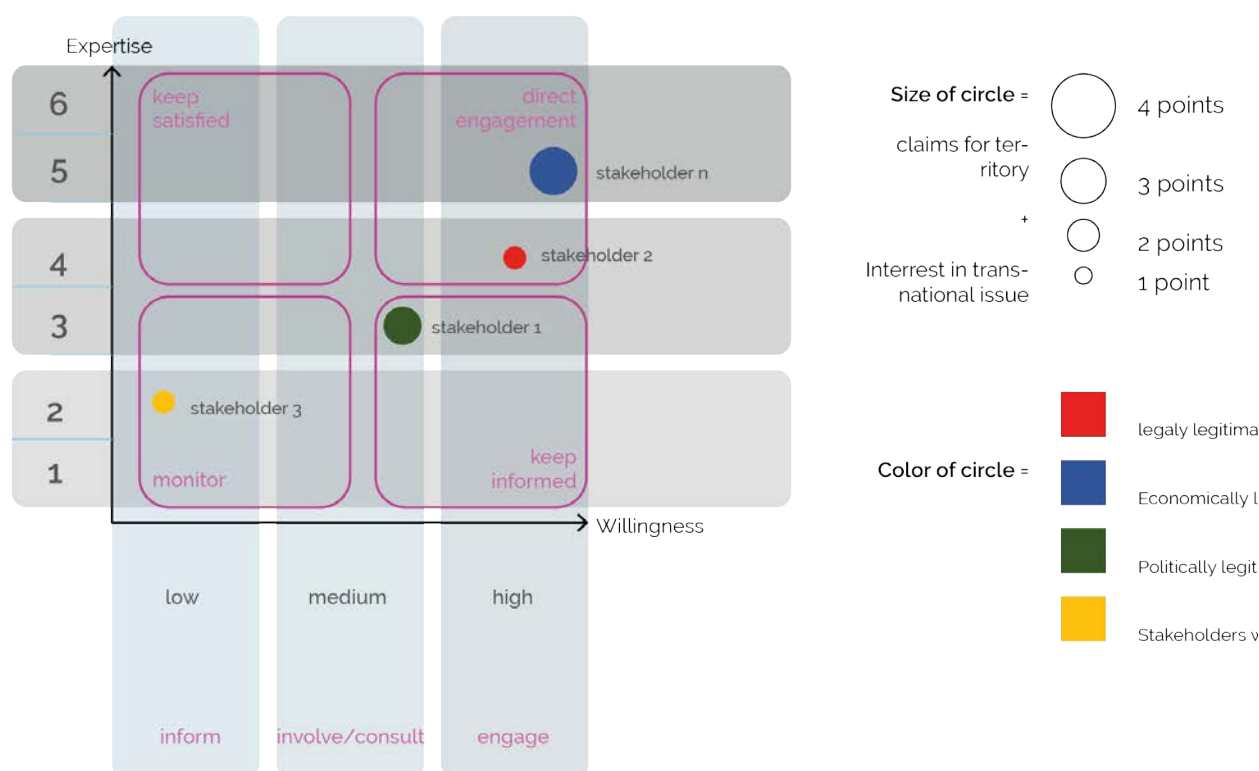 Expertise
6
5
4
3
2
1
keep
satisfied
direct
engagement
stakeholder n
stakeholder 2
stakeholder 1
stakeholder 3
monitor
keep
informed
Willingness
low
medium
high
inform
involve/consult
engage
Size of circle =
claims for ter-
ritory
+
Interrest in trans-
national issue
4 points
3 points
2 points
1 point
Color of circle =
legaly legitima
Economically l
Politically legit
Stakeholders w